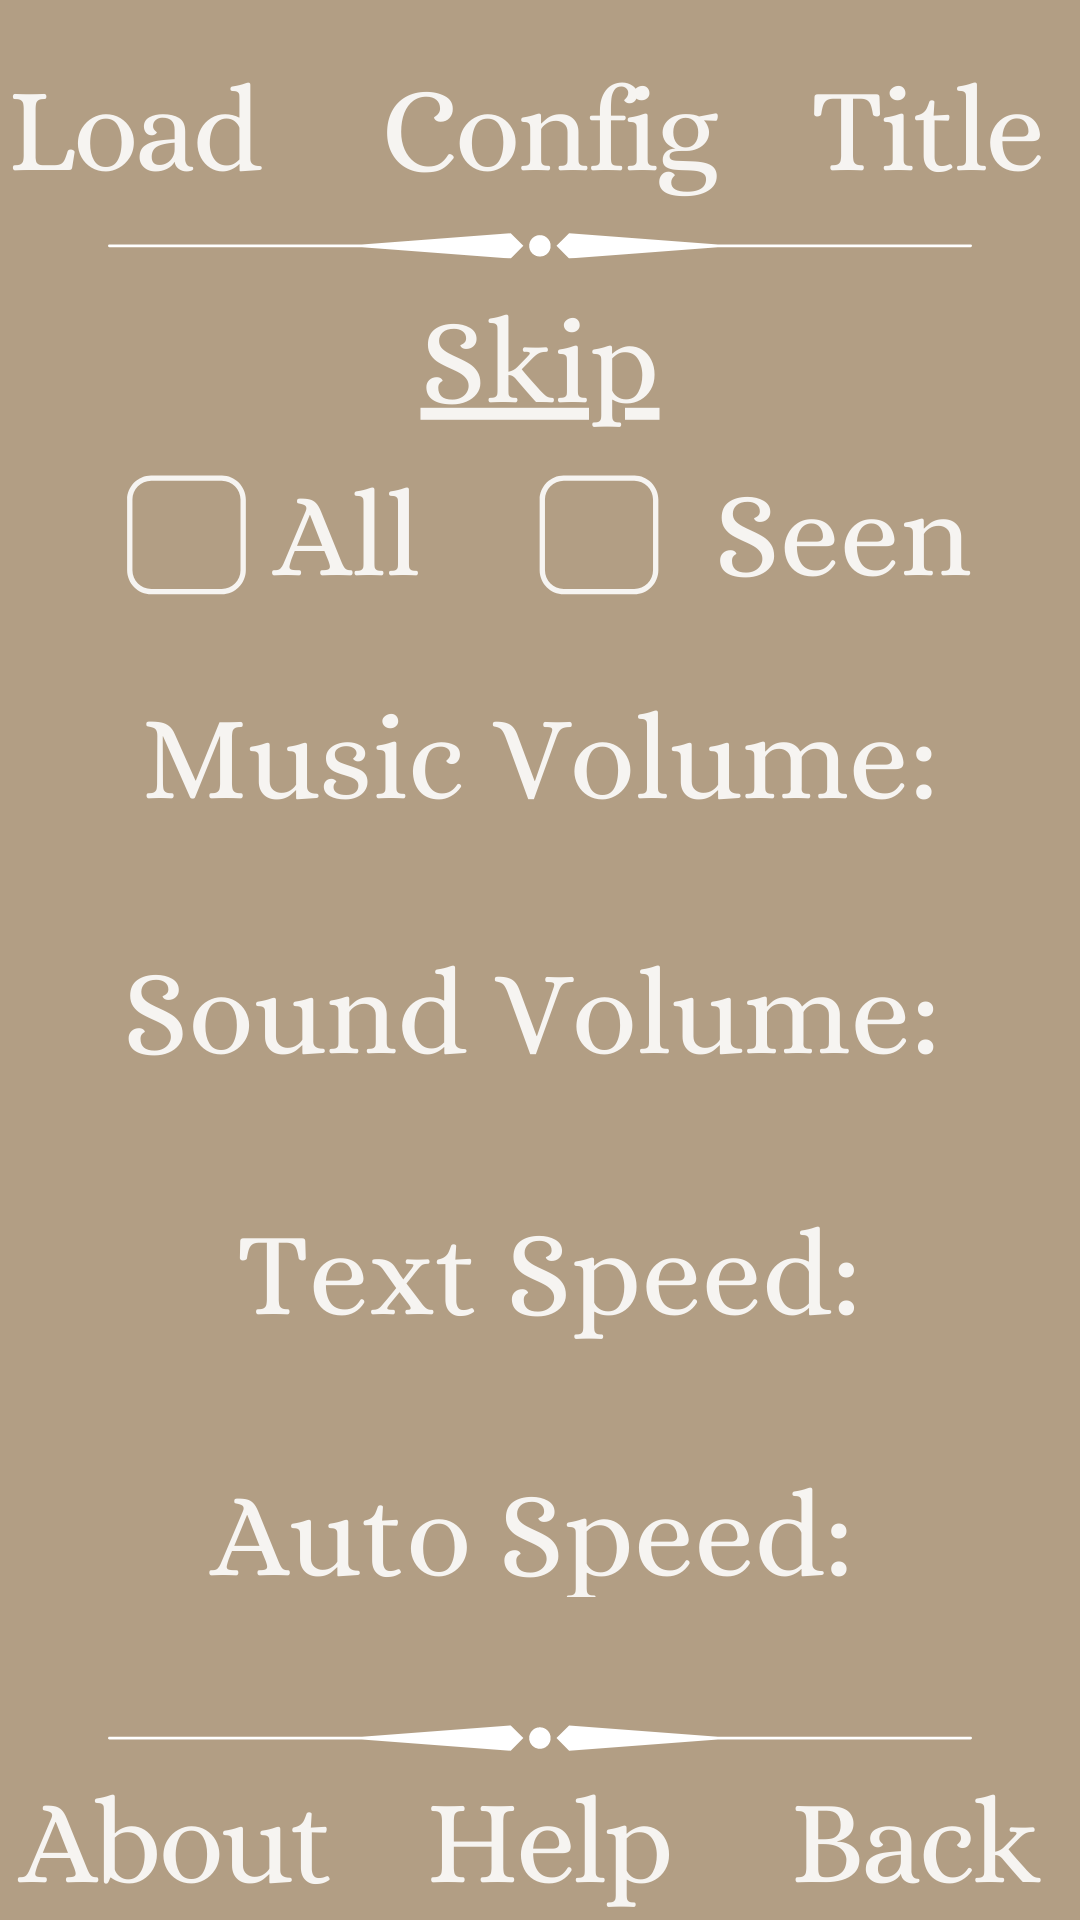 Load Config Title
Skip
All Seen
Music Volume:
Sound Volume:
Text Speed:
Auto Speed:
About Help Back